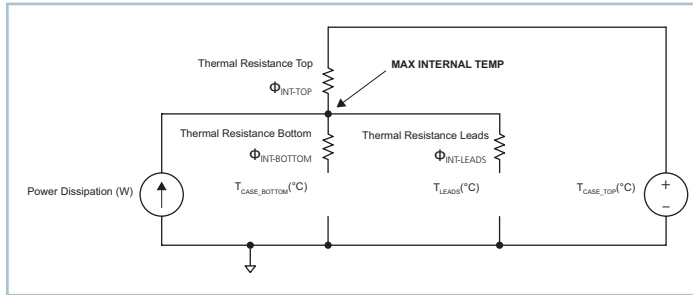 Thermal Resistance Top
MAX INTERNAL TEMP
ΦINT-TOP
Thermal Resistance Bottom
Thermal Resistance Leads
ΦINT-BOTTOM
ΦINT-LEADS
Power Dissipation (W)
TCASE_BOTTOM(°C)
TLEADS(°C)
TCASE_TOP(°C)
+
–